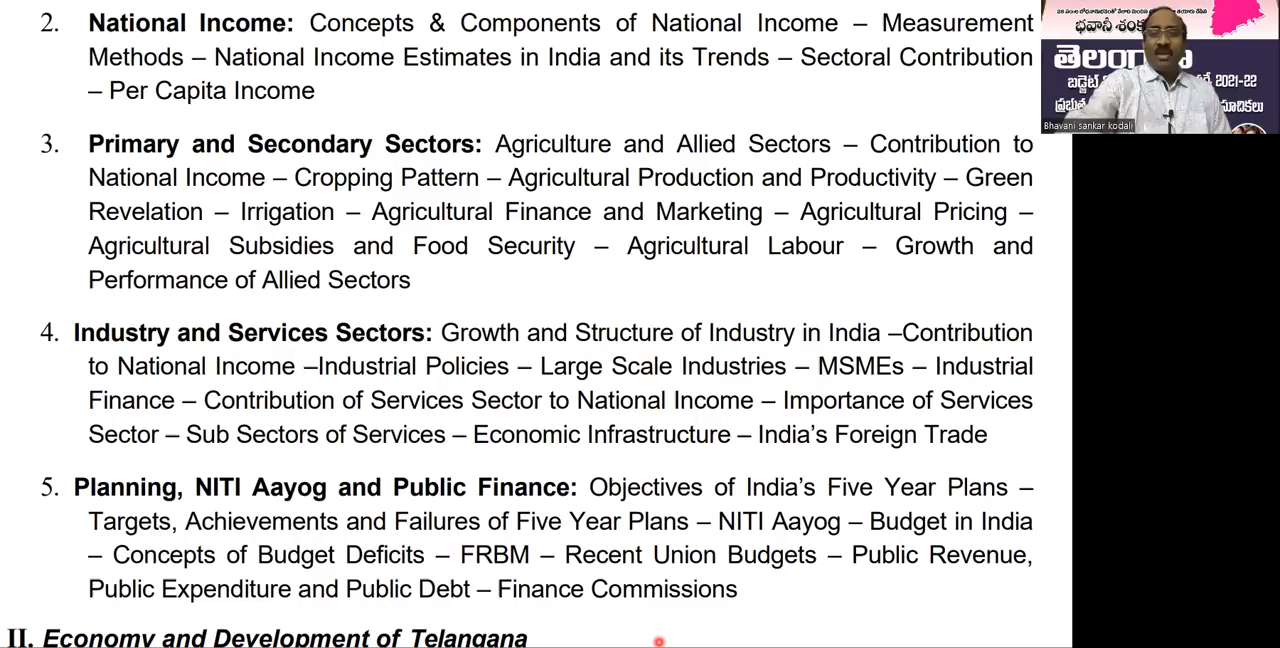 2. National Income: Concepts & Components of National Income – Measurement
Methods – National Income Estimates in India and its Trends – Sectoral Contribution
– Per Capita Income
3. Primary and Secondary Sectors: Agriculture and Allied Sectors – Contribution to
National Income – Cropping Pattern – Agricultural Production and Productivity – Green
Revelation – Irrigation – Agricultural Finance and Marketing – Agricultural Pricing –
Agricultural Subsidies and Food Security – Agricultural Labour – Growth and
Performance of Allied Sectors
4. Industry and Services Sectors: Growth and Structure of Industry in India –Contribution
to National Income –Industrial Policies – Large Scale Industries – MSMEs – Industrial
Finance – Contribution of Services Sector to National Income – Importance of Services
Sector – Sub Sectors of Services – Economic Infrastructure – India's Foreign Trade
5. Planning, NITI Aayog and Public Finance: Objectives of India's Five Year Plans –
Targets, Achievements and Failures of Five Year Plans – NITI Aayog – Budget in India
– Concepts of Budget Deficits – FRBM – Recent Union Budgets – Public Revenue,
Public Expenditure and Public Debt – Finance Commissions
II. Economy and Development of Telangana
భవానీ శంక
తెలంగాణ
బడ్జెట్ 2021-22
Bhavani sankar kodali